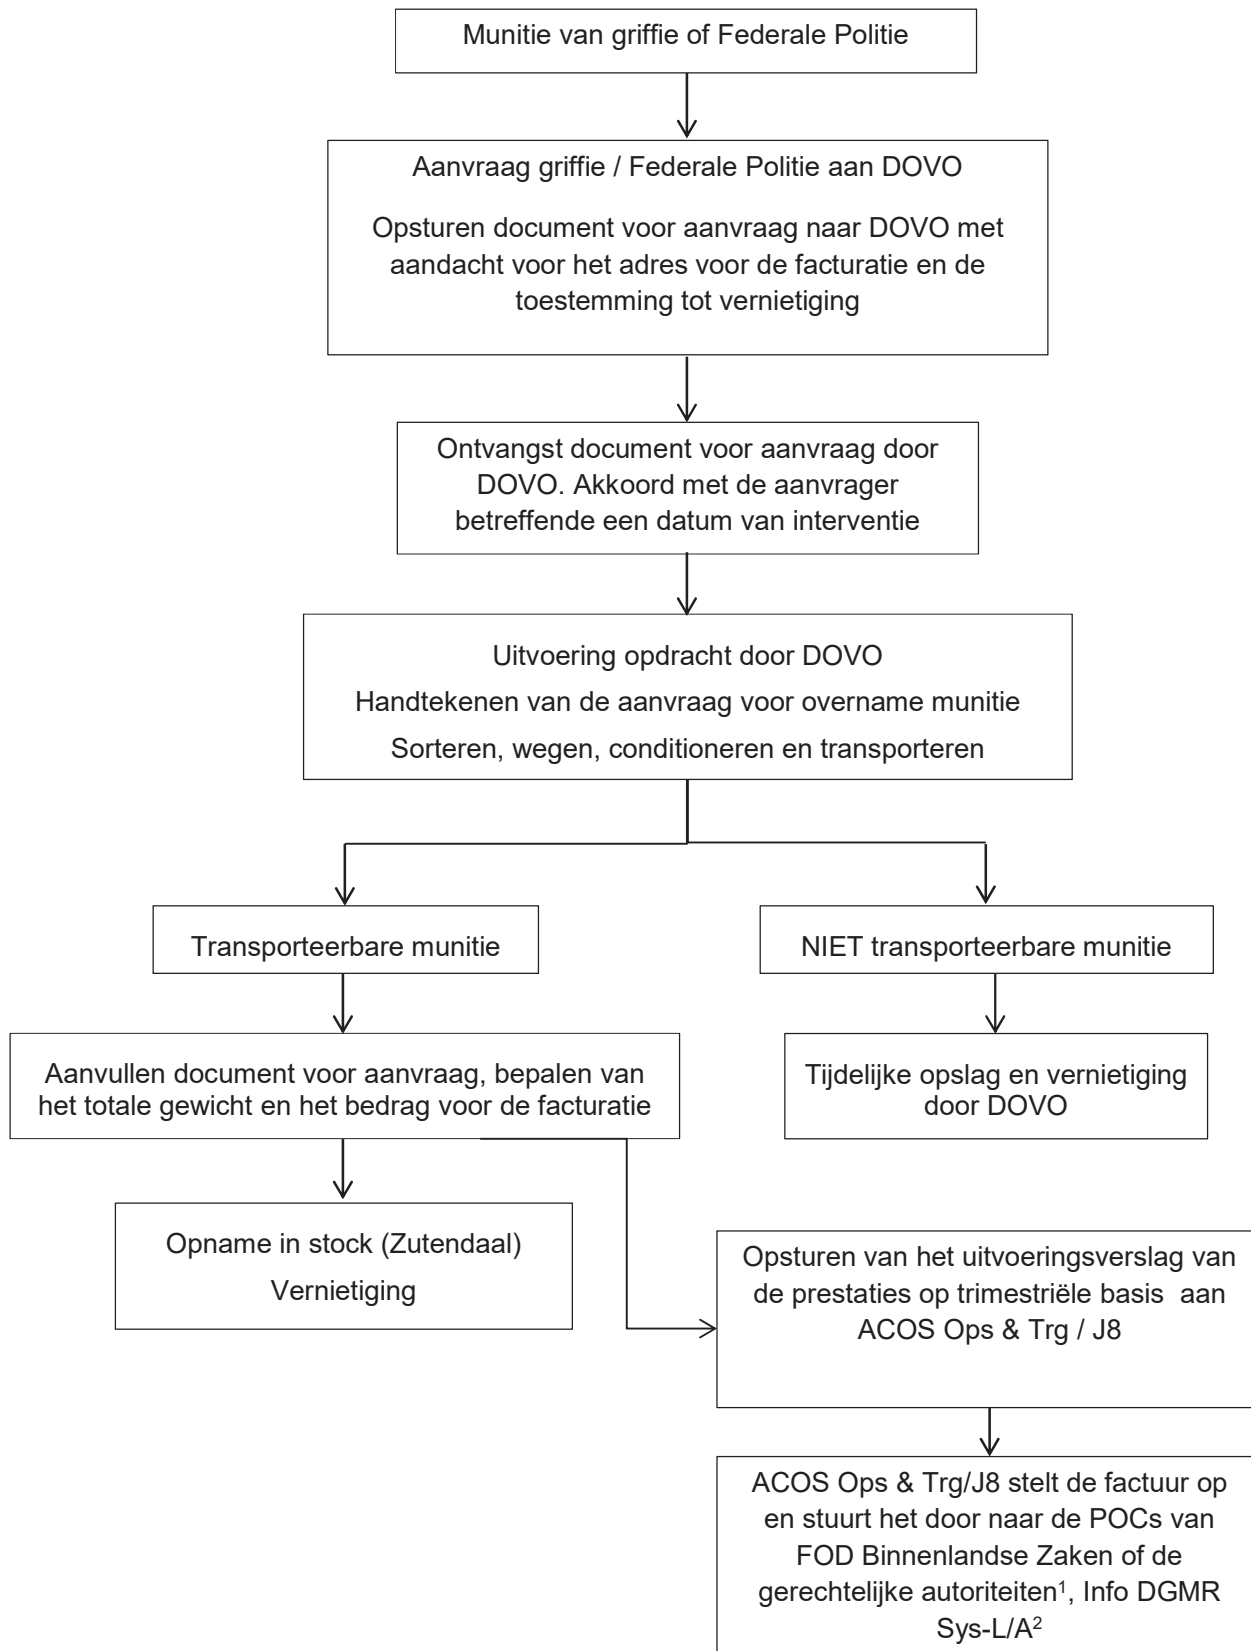 Munitie van griffie of Federale Politie
Aanvraag griffie / Federale Politie aan DOVO
Opsturen document voor aanvraag naar DOVO met
aandacht voor het adres voor de facturatie en de
toestemming tot vernietiging
Ontvangst document voor aanvraag door
DOVO. Akkoord met de aanvrager
betreffende een datum van interventie
Uitvoering opdracht door DOVO
Handtekenen van de aanvraag voor overname munitie
Sorteren, wegen, conditioneren en transporteren
Transporteerbare munitie
NIET transporteerbare munitie
Aanvullen document voor aanvraag, bepalen van
het totale gewicht en het bedrag voor de facturatie
Tijdelijke opslag en vernietiging
door DOVO
Opname in stock (Zutendaal)
Vernietiging
Opsturen van het uitvoeringsverslag van
de prestaties op trimestriële basis aan
ACOS Ops & Trg / J8
ACOS Ops & Trg/J8 stelt de factuur op
en stuurt het door naar de POCs van
FOD Binnenlandse Zaken of de
gerechtelijke autoriteiten¹, Info DGMR
Sys-L/A²